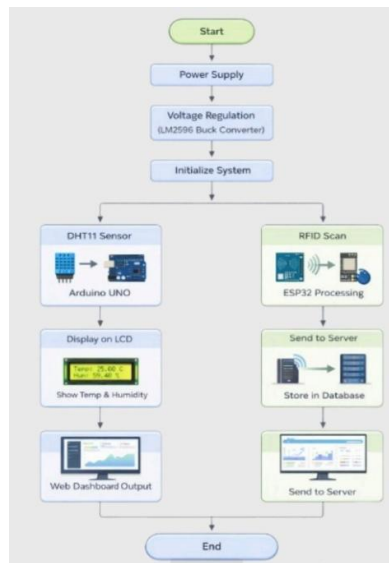 Start
Power Supply
Voltage Regulation
(LM2596 Buck Converter)
Initialize System
DHT11 Sensor
Arduino UNO
Display on LCD
Temp: 25.60 C
Hum: 59.40 %
Show Temp & Humidity
Web Dashboard Output
RFID Scan
ESP32 Processing
Send to Server
Store in Database
Send to Server
End